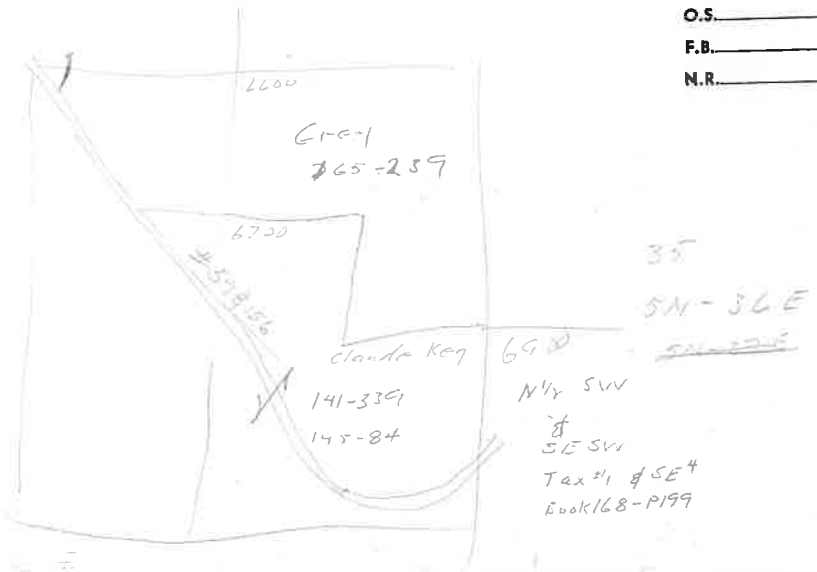 O.S.
F.B.
N.R.
6600
Grey
265-239
6700
#548156
35
5N-36E
Claude Key
6900
141-339
145-84
N½ SW
&
SE SW
Tax #1 & SE4
Book 168-P199